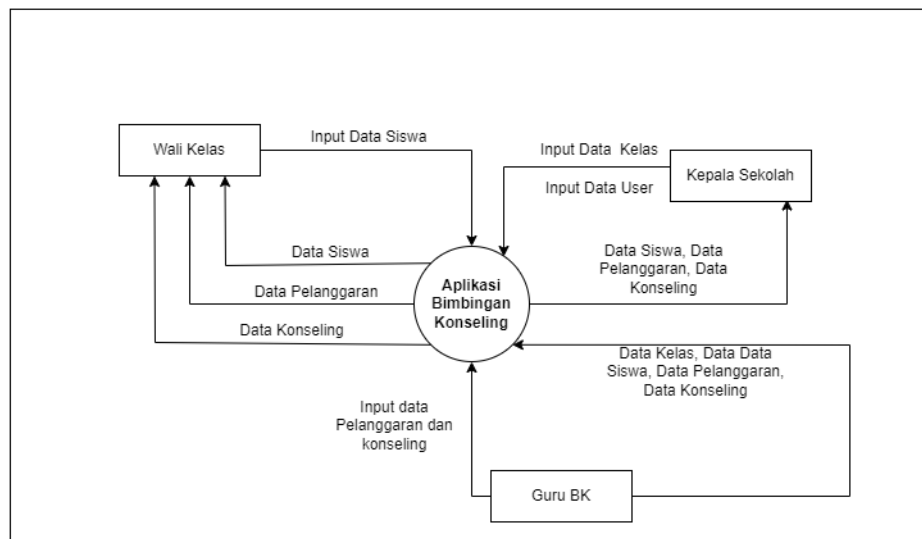 Wali Kelas
Input Data Siswa
Input Data Kelas
Input Data User
Kepala Sekolah
Data Siswa
Data Pelanggaran
Data Konseling
Aplikasi
Bimbingan
Konseling
Data Siswa, Data
Pelanggaran, Data
Konseling
Data Kelas, Data Data
Siswa, Data Pelanggaran,
Data Konseling
Input data
Pelanggaran dan
konseling
Guru BK